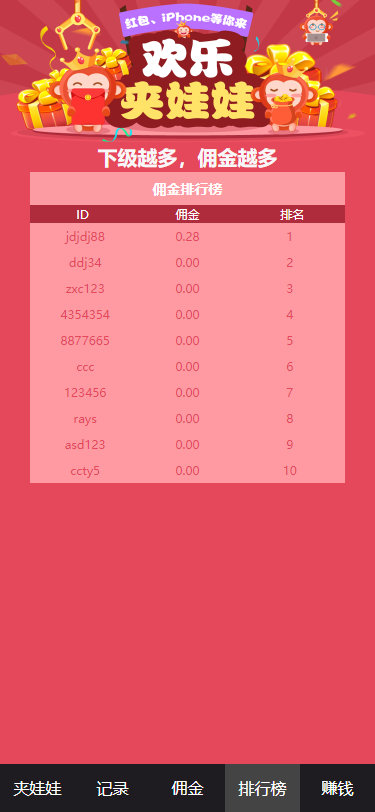 红包、iPhone等你来
欢乐
夹娃娃
下级越多，佣金越多
佣金排行榜
ID 佣金 排名
jdjdj88 0.28 1
ddj34 0.00 2
zxc123 0.00 3
4354354 0.00 4
8877665 0.00 5
ccc 0.00 6
123456 0.00 7
rays 0.00 8
asd123 0.00 9
ccty5 0.00 10
夹娃娃 记录 佣金 排行榜 赚钱